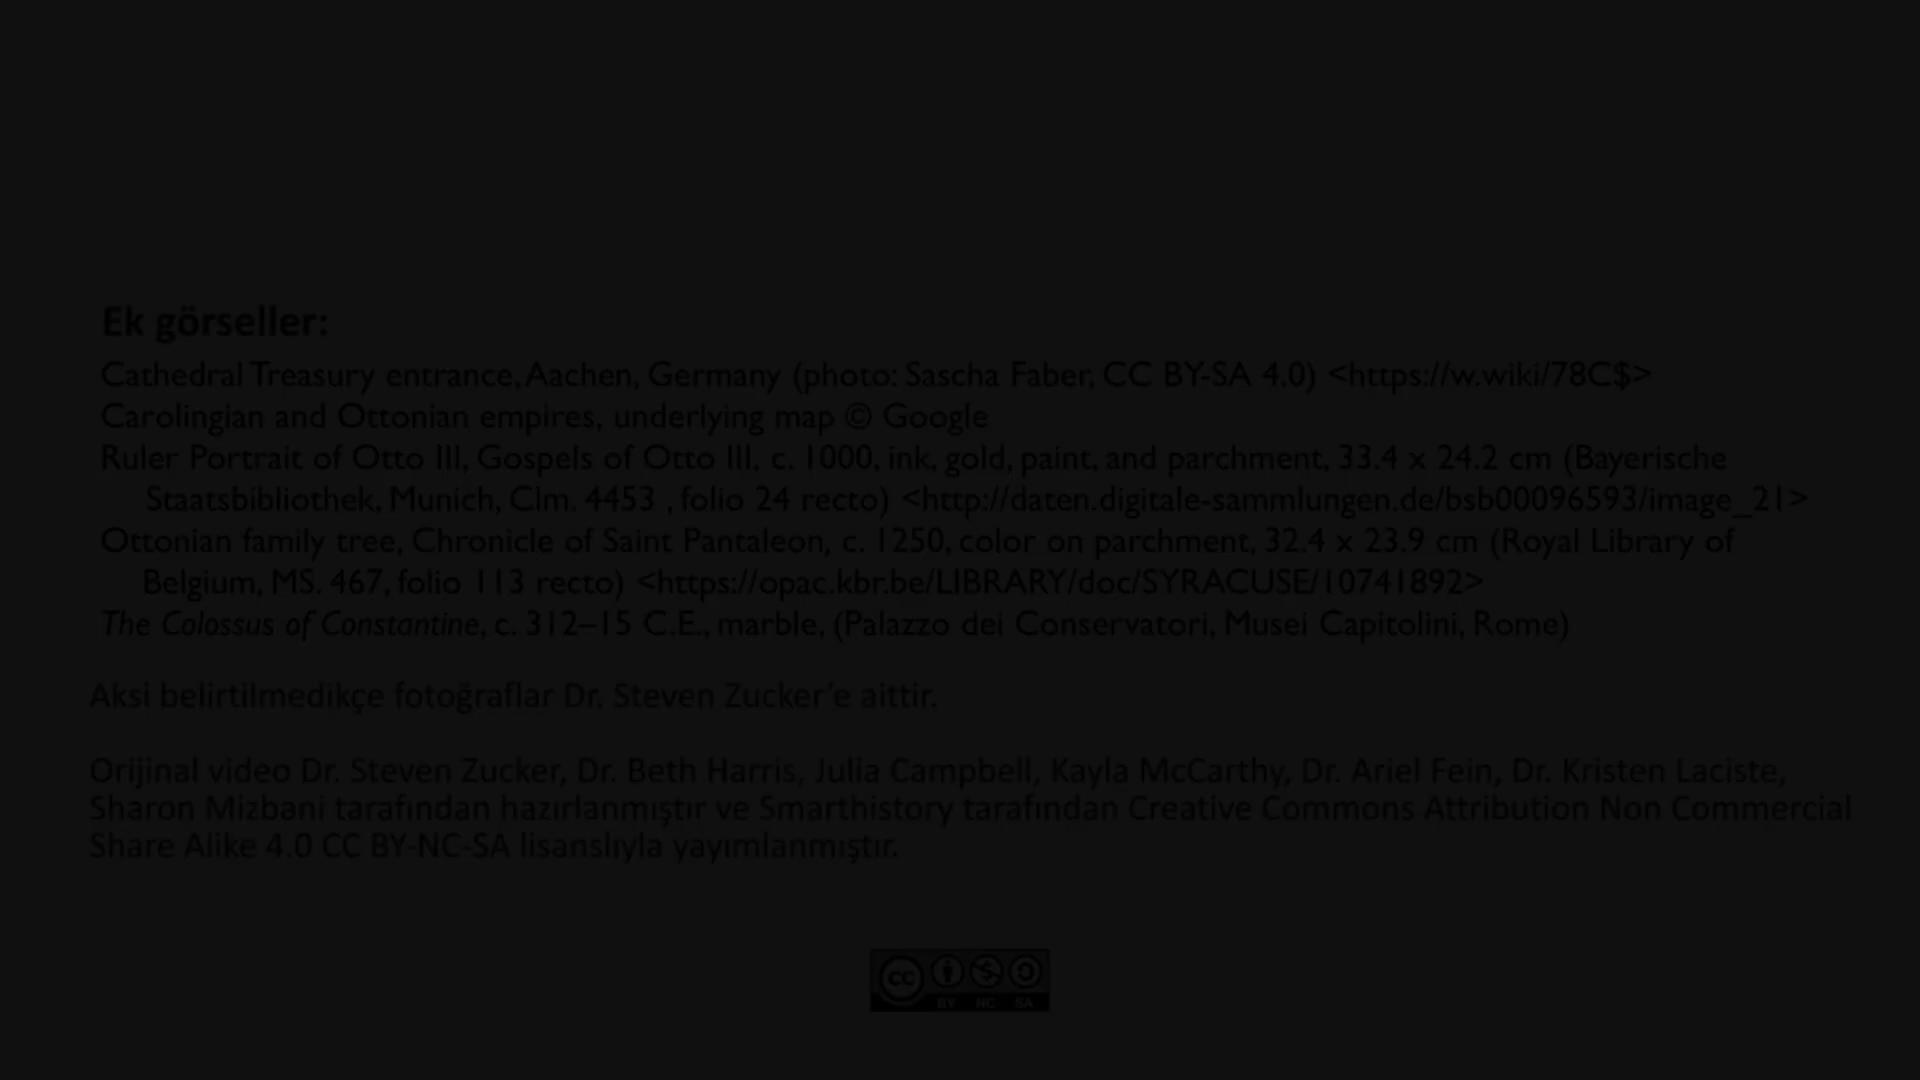 Ek görseller:
Cathedral Treasury entrance, Aachen, Germany (photo: Sascha Faber, CC BY-SA 4.0) <https://w.wiki/78C$>
Carolingian and Ottonian empires, underlying map © Google
Ruler Portrait of Otto III, Gospels of Otto III, c. 1000, ink, gold, paint, and parchment, 33.4 x 24.2 cm (Bayerische
Staatsbibliothek, Munich, Clm. 4453 , folio 24 recto) <http://daten.digitale-sammlungen.de/bsb00096593/image_21>
Ottonian family tree, Chronicle of Saint Pantaleon, c. 1250, color on parchment, 32.4 x 23.9 cm (Royal Library of
Belgium, MS. 467, folio 113 recto) <https://opac.kbr.be/LIBRARY/doc/SYRACUSE/10741892>
The Colossus of Constantine, c. 312–15 C.E., marble, (Palazzo dei Conservatori, Musei Capitolini, Rome)
Aksi belirtilmedikçe fotoğraflar Dr. Steven Zucker'e aittir.
Orijinal video Dr. Steven Zucker, Dr. Beth Harris, Julia Campbell, Kayla McCarthy, Dr. Ariel Fein, Dr. Kristen Laciste,
Sharon Mizbani tarafından hazırlanmıştır ve Smarthistory tarafından Creative Commons Attribution Non Commercial
Share Alike 4.0 CC BY-NC-SA lisanslıyla yayımlanmıştır.
cc
BY NC SA